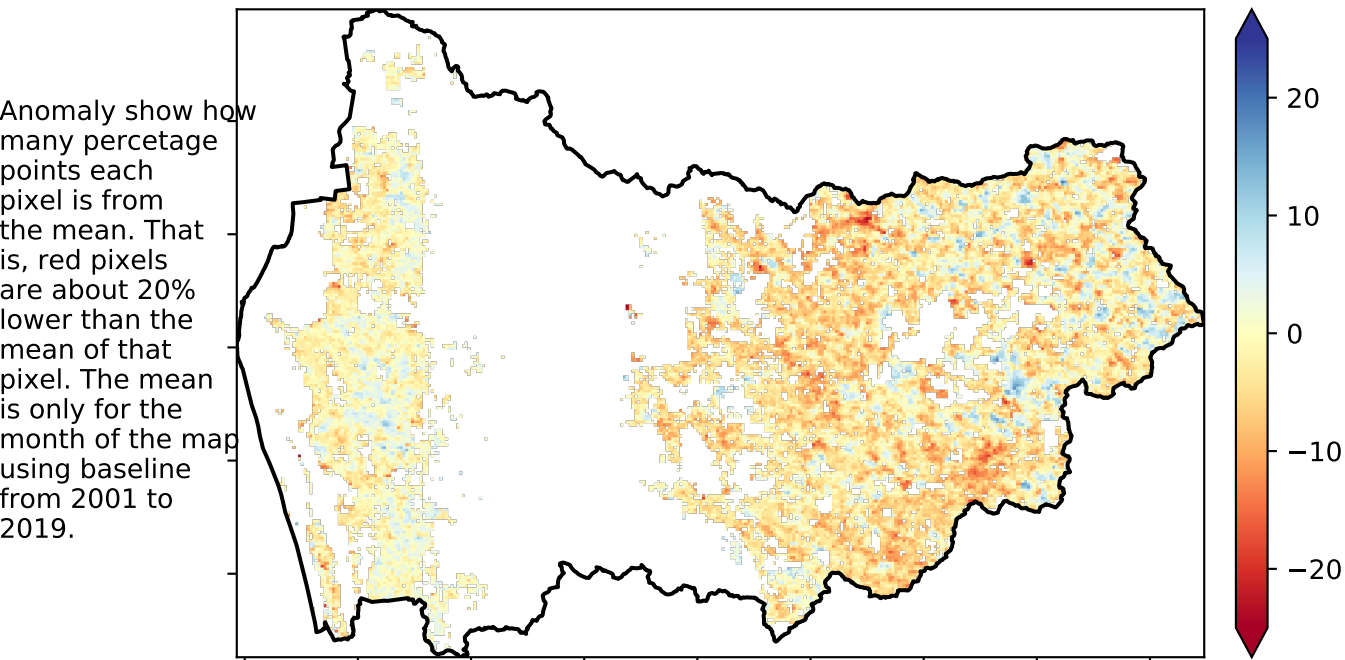 Anomaly show how
many percetage
points each
pixel is from
the mean. That
is, red pixels
are about 20%
lower than the
mean of that
pixel. The mean
is only for the
month of the map
using baseline
from 2001 to
2019.
20
10
0
−10
−20